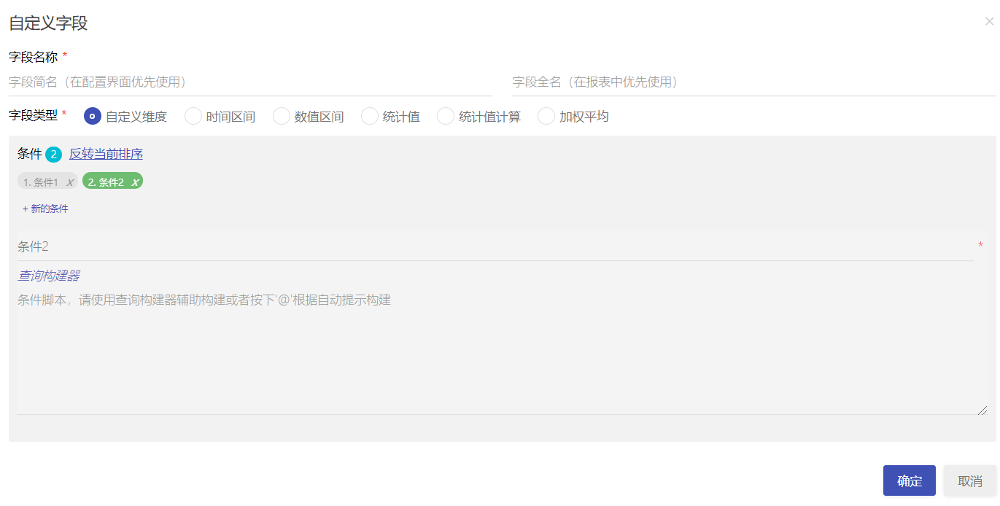 自定义字段 ×
字段名称 *
字段简名（在配置界面优先使用） 字段全名（在报表中优先使用）
字段类型 * 自定义维度 时间区间 数值区间 统计值 统计值计算 加权平均
条件 2 反转当前排序
1. 条件1 x 2. 条件2 x
+ 新的条件
条件2 *
查询构建器
条件脚本，请使用查询构建器辅助构建或者按下'@'根据自动提示构建
确定 取消